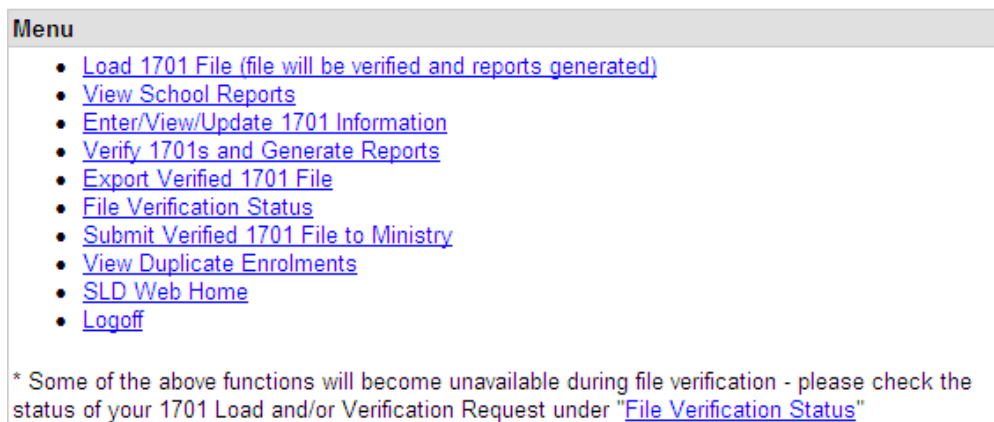 Menu
• Load 1701 File (file will be verified and reports generated)
• View School Reports
• Enter/View/Update 1701 Information
• Verify 1701s and Generate Reports
• Export Verified 1701 File
• File Verification Status
• Submit Verified 1701 File to Ministry
• View Duplicate Enrolments
• SLD Web Home
• Logoff
* Some of the above functions will become unavailable during file verification - please check the
status of your 1701 Load and/or Verification Request under "File Verification Status"